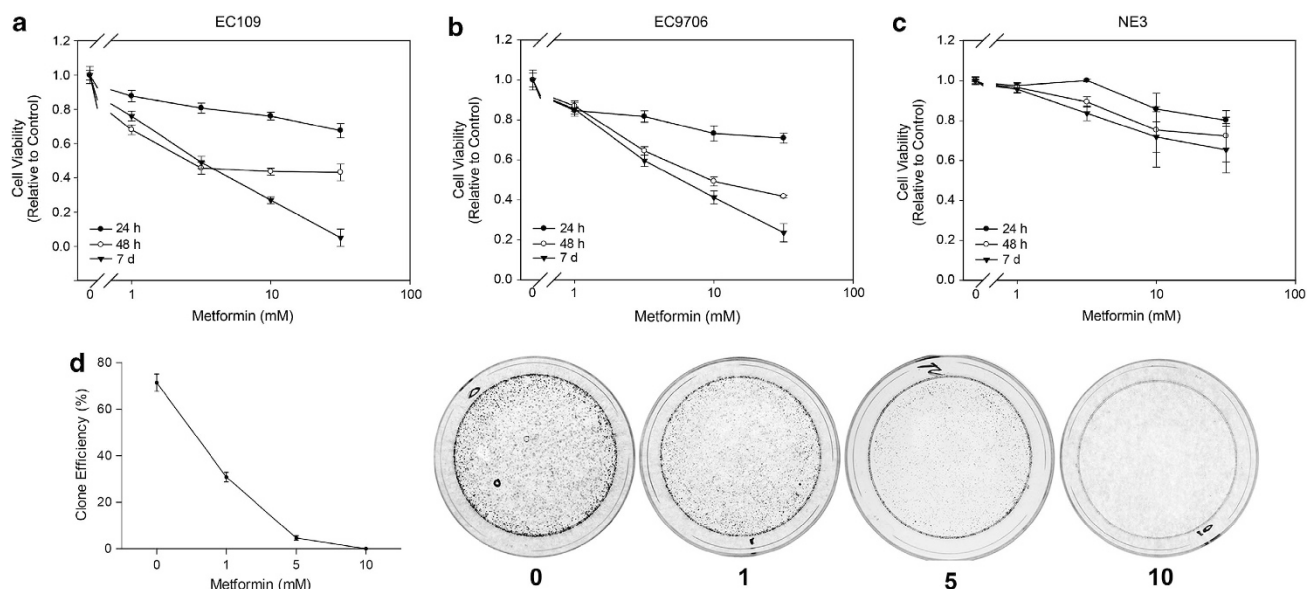 a
EC109
1.2
1.0
0.8
0.6
0.4
0.2
0.0
Cell Viability
(Relative to Control)
24 h
48 h
7 d
0
1
10
100
Metformin (mM)
b
EC9706
1.2
1.0
0.8
0.6
0.4
0.2
0.0
Cell Viability
(Relative to Control)
24 h
48 h
7 d
0
1
10
100
Metformin (mM)
c
NE3
1.2
1.0
0.8
0.6
0.4
0.2
0.0
Cell Viability
(Relative to Control)
24 h
48 h
7 d
0
1
10
100
Metformin (mM)
d
80
60
40
20
0
Clone Efficiency (%)
0
1
5
10
Metformin (mM)
0
1
5
10